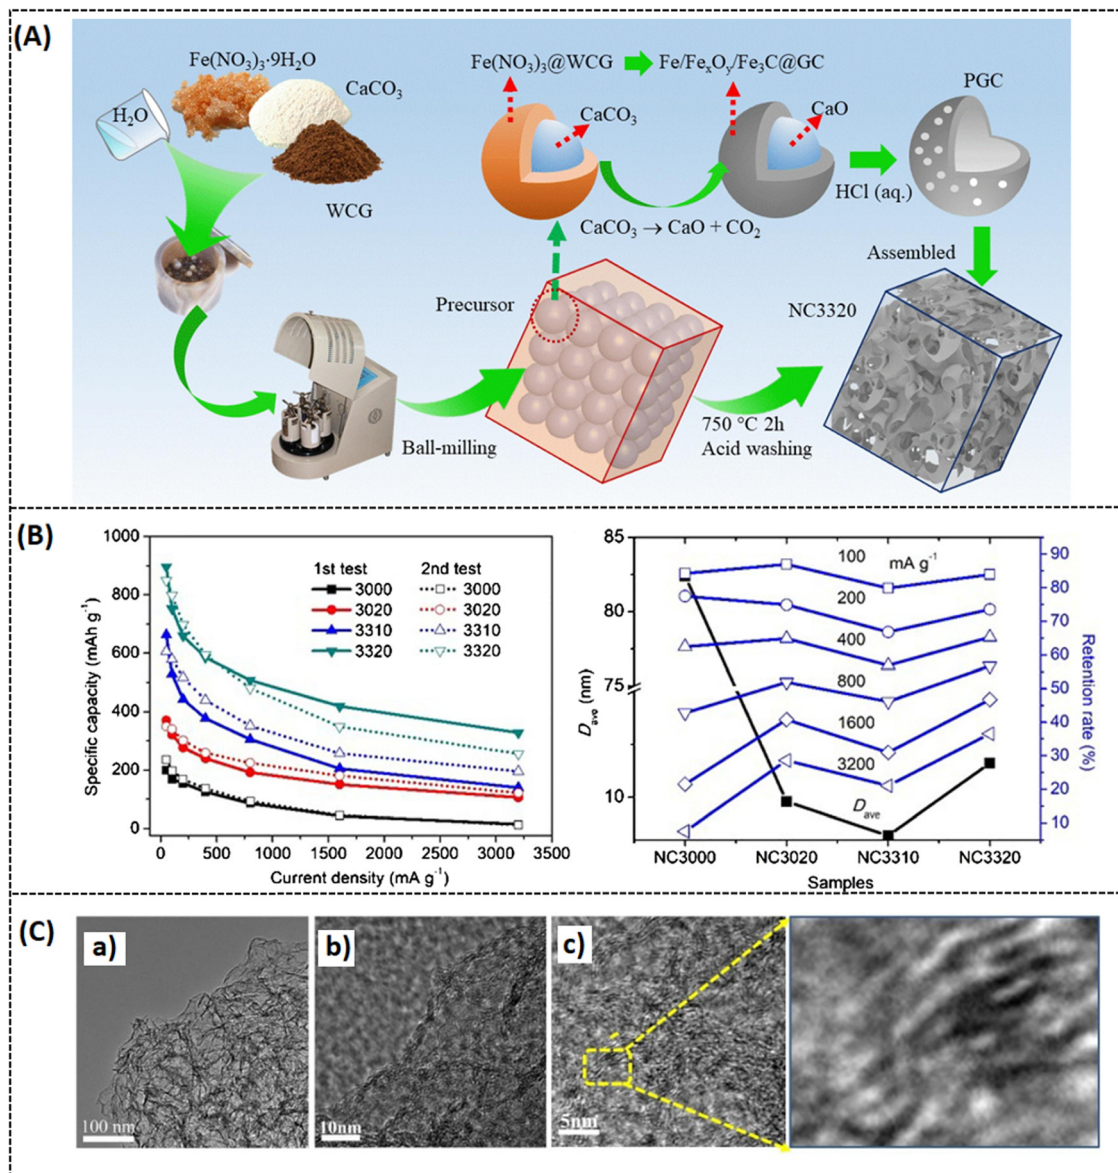 (A)
Fe(NO₃)₃·9H₂O
CaCO₃
H₂O
WCG
Ball-milling
Fe(NO₃)₃@WCG
Fe/FeₓOᵧ/Fe₃C@GC
CaCO₃
CaO
PGC
HCl (aq.)
CaCO₃ → CaO + CO₂
Precursor
Assembled
NC3320
750 °C 2h
Acid washing
(B)
Specific capacity (mAh g⁻¹)
1000
800
600
400
200
0
1st test 2nd test
3000 3000
3020 3020
3310 3310
3320 3320
0 500 1000 1500 2000 2500 3000 3500
Current density (mA g⁻¹)
Dave (nm)
85
80
75
10
100 mA g⁻¹
200
400
800
1600
3200
Dave
90
80
70
60
50
40
30
20
10
Retention rate (%)
NC3000 NC3020 NC3310 NC3320
Samples
(C)
a)
100 nm
b)
10nm
c)
5nm